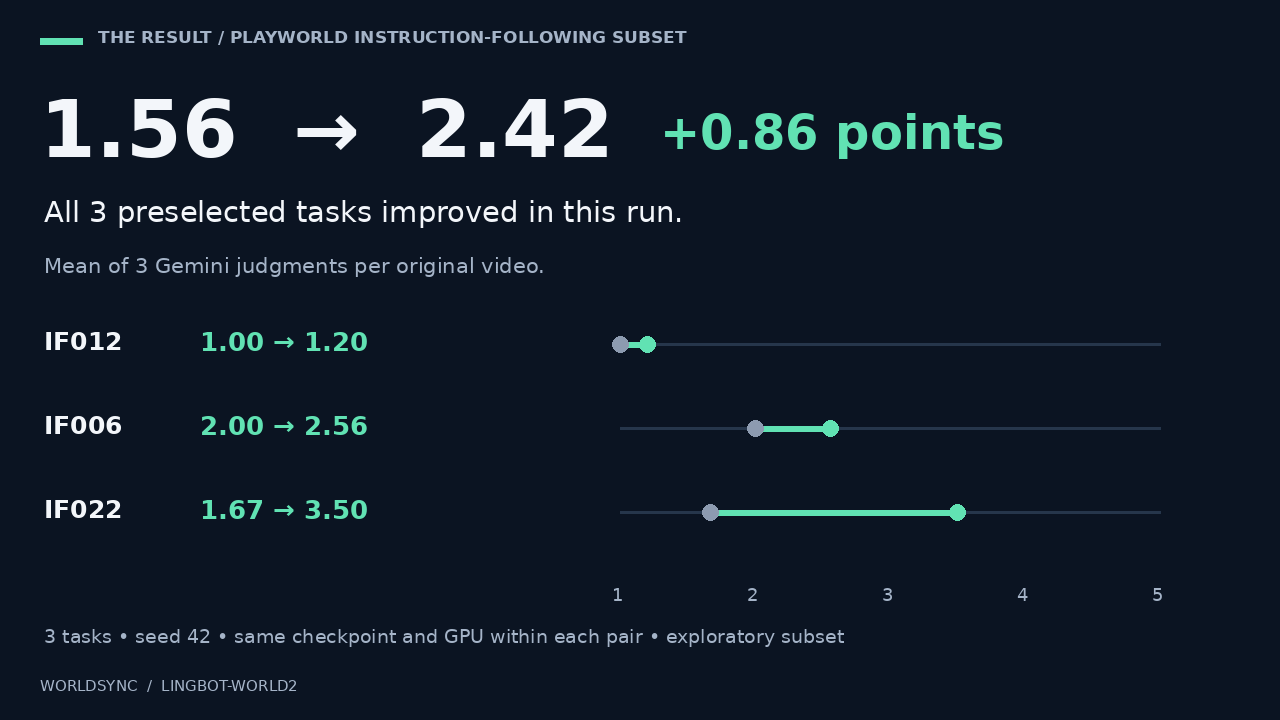 THE RESULT / PLAYWORLD INSTRUCTION-FOLLOWING SUBSET
1.56 → 2.42 +0.86 points
All 3 preselected tasks improved in this run.
Mean of 3 Gemini judgments per original video.
IF012 1.00 → 1.20
IF006 2.00 → 2.56
IF022 1.67 → 3.50
1 2 3 4 5
3 tasks • seed 42 • same checkpoint and GPU within each pair • exploratory subset
WORLDSYNC / LINGBOT-WORLD2